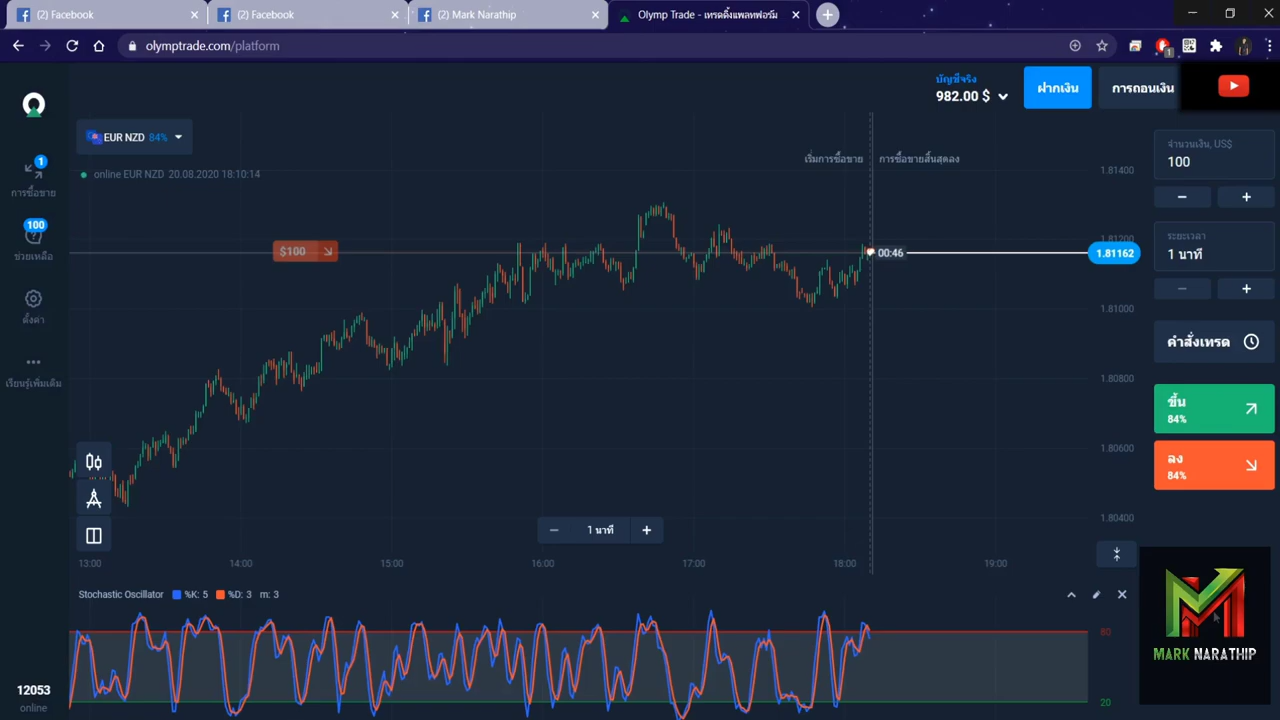 (2) Facebook
(2) Facebook
(2) Mark Narathip
Olymp Trade - เทรดดิ้งแพลทฟอร์ม
olymptrade.com/platform
1
บัญชีจริง
982.00 $
ฝากเงิน
การถอนเงิน
EUR NZD 84%
online EUR NZD 20.08.2020 18:10:14
เริ่มการซื้อขาย
การซื้อขายสิ้นสุดลง
1
การซื้อขาย
100
ช่วยเหลือ
ตั้งค่า
เรียนรู้เพิ่มเติม
$100
00:46
1.81400
1.81200
1.81162
1.81000
1.80800
1.80600
1.80400
จำนวนเงิน, US$
100
ระยะเวลา
1 นาที
คำสั่งเทรด
ขึ้น
84%
ลง
84%
1 นาที
13:00
14:00
15:00
16:00
17:00
18:00
19:00
Stochastic Oscillator %K: 5 %D: 3 m: 3
80
20
MARK NARATHIP
12053
online